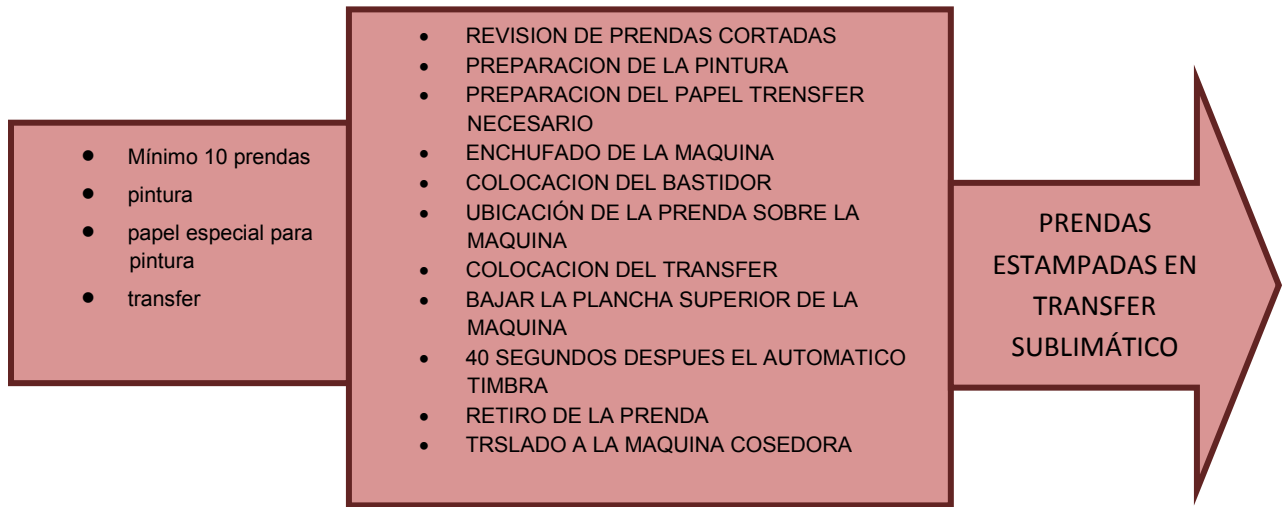 • Mínimo 10 prendas
• pintura
• papel especial para
pintura
• transfer
• REVISION DE PRENDAS CORTADAS
• PREPARACION DE LA PINTURA
• PREPARACION DEL PAPEL TRENSFER
NECESARIO
• ENCHUFADO DE LA MAQUINA
• COLOCACION DEL BASTIDOR
• UBICACIÓN DE LA PRENDA SOBRE LA
MAQUINA
• COLOCACION DEL TRANSFER
• BAJAR LA PLANCHA SUPERIOR DE LA
MAQUINA
• 40 SEGUNDOS DESPUES EL AUTOMATICO
TIMBRA
• RETIRO DE LA PRENDA
• TRSLADO A LA MAQUINA COSEDORA
PRENDAS
ESTAMPADAS EN
TRANSFER
SUBLIMÁTICO